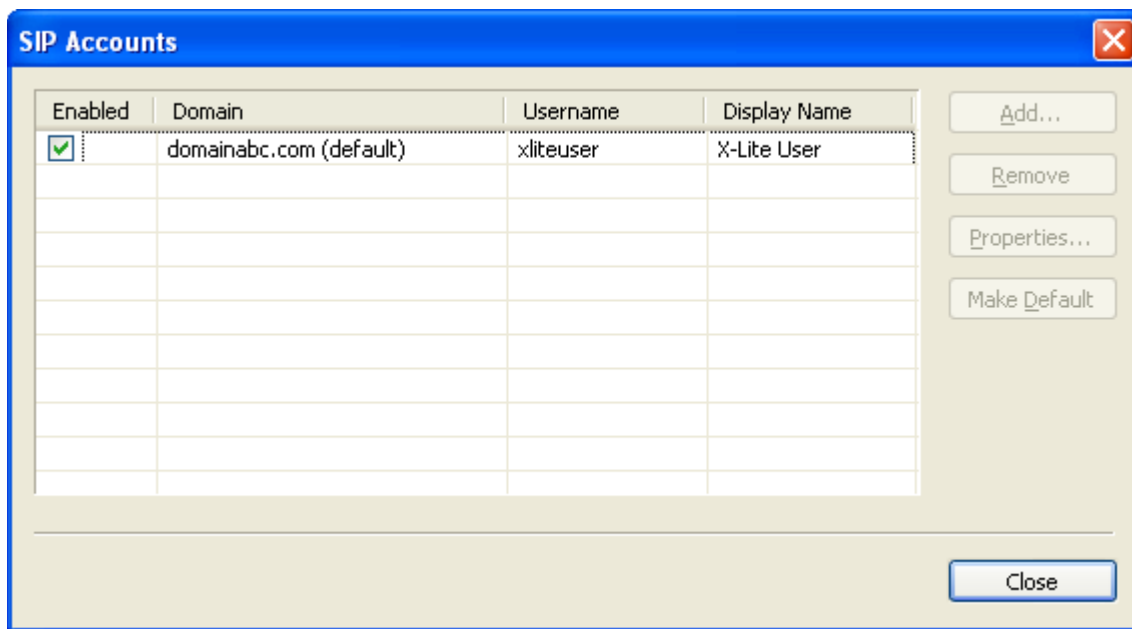 SIP Accounts
Enabled Domain Username Display Name
domainabc.com (default) xliteuser X-Lite User
Add...
Remove
Properties...
Make Default
Close